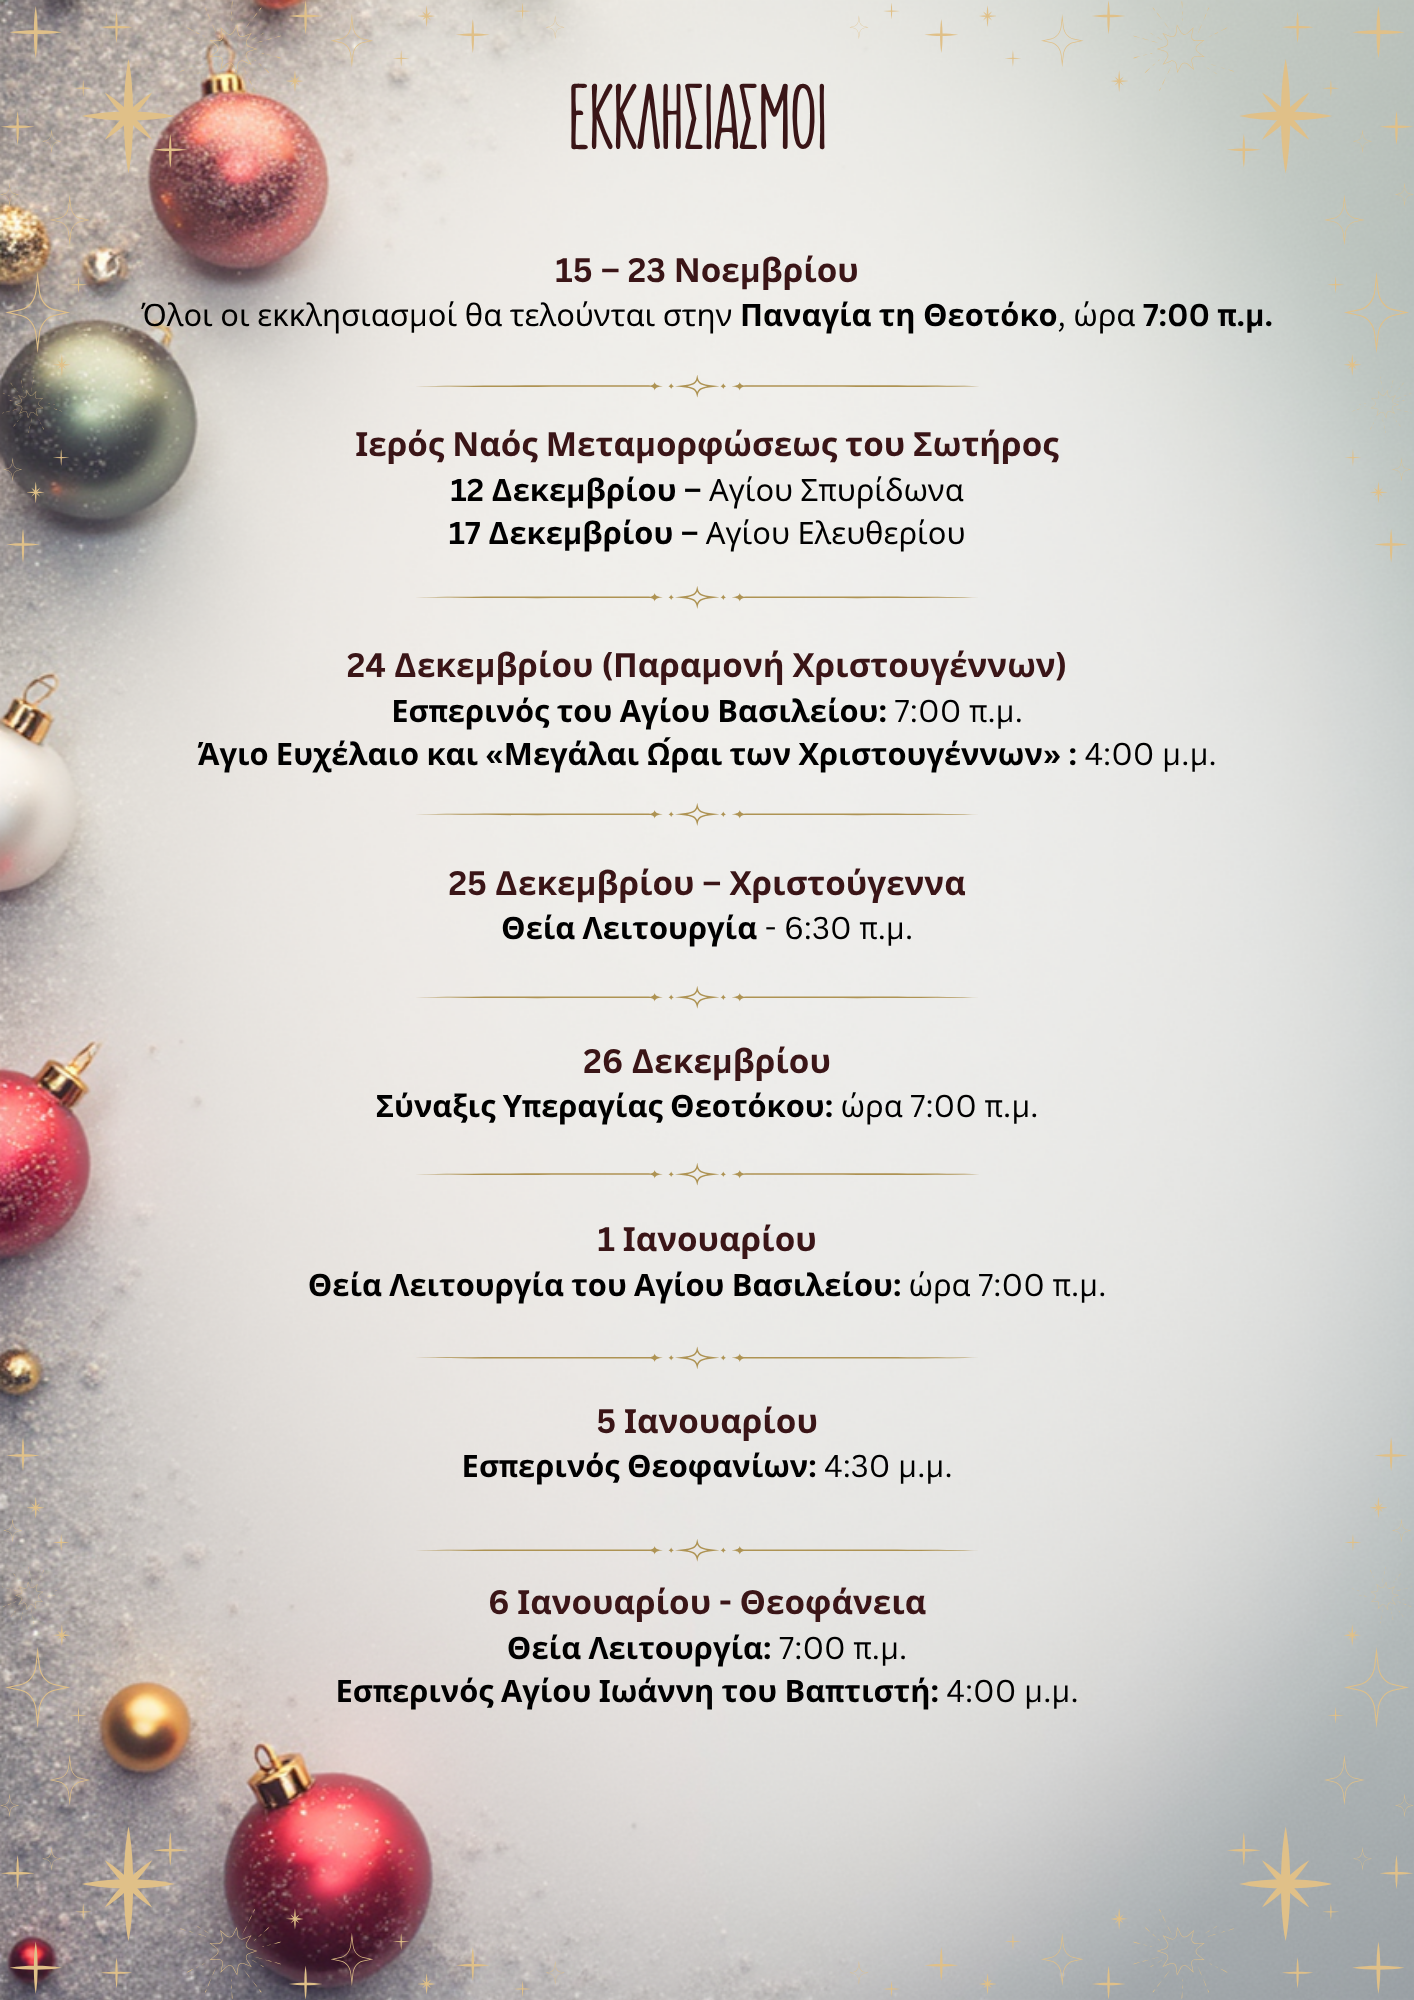 ΕΚΚΛΗΣΙΑΣΜΟΙ
15 – 23 Νοεμβρίου
Όλοι οι εκκλησιασμοί θα τελούνται στην Παναγία τη Θεοτόκο, ώρα 7:00 π.μ.
Ιερός Ναός Μεταμορφώσεως του Σωτήρος
12 Δεκεμβρίου – Αγίου Σπυρίδωνα
17 Δεκεμβρίου – Αγίου Ελευθερίου
24 Δεκεμβρίου (Παραμονή Χριστουγέννων)
Εσπερινός του Αγίου Βασιλείου: 7:00 π.μ.
Άγιο Ευχέλαιο και «Μεγάλαι Ώραι των Χριστουγέννων» : 4:00 μ.μ.
25 Δεκεμβρίου – Χριστούγεννα
Θεία Λειτουργία - 6:30 π.μ.
26 Δεκεμβρίου
Σύναξις Υπεραγίας Θεοτόκου: ώρα 7:00 π.μ.
1 Ιανουαρίου
Θεία Λειτουργία του Αγίου Βασιλείου: ώρα 7:00 π.μ.
5 Ιανουαρίου
Εσπερινός Θεοφανίων: 4:30 μ.μ.
6 Ιανουαρίου - Θεοφάνεια
Θεία Λειτουργία: 7:00 π.μ.
Εσπερινός Αγίου Ιωάννη του Βαπτιστή: 4:00 μ.μ.